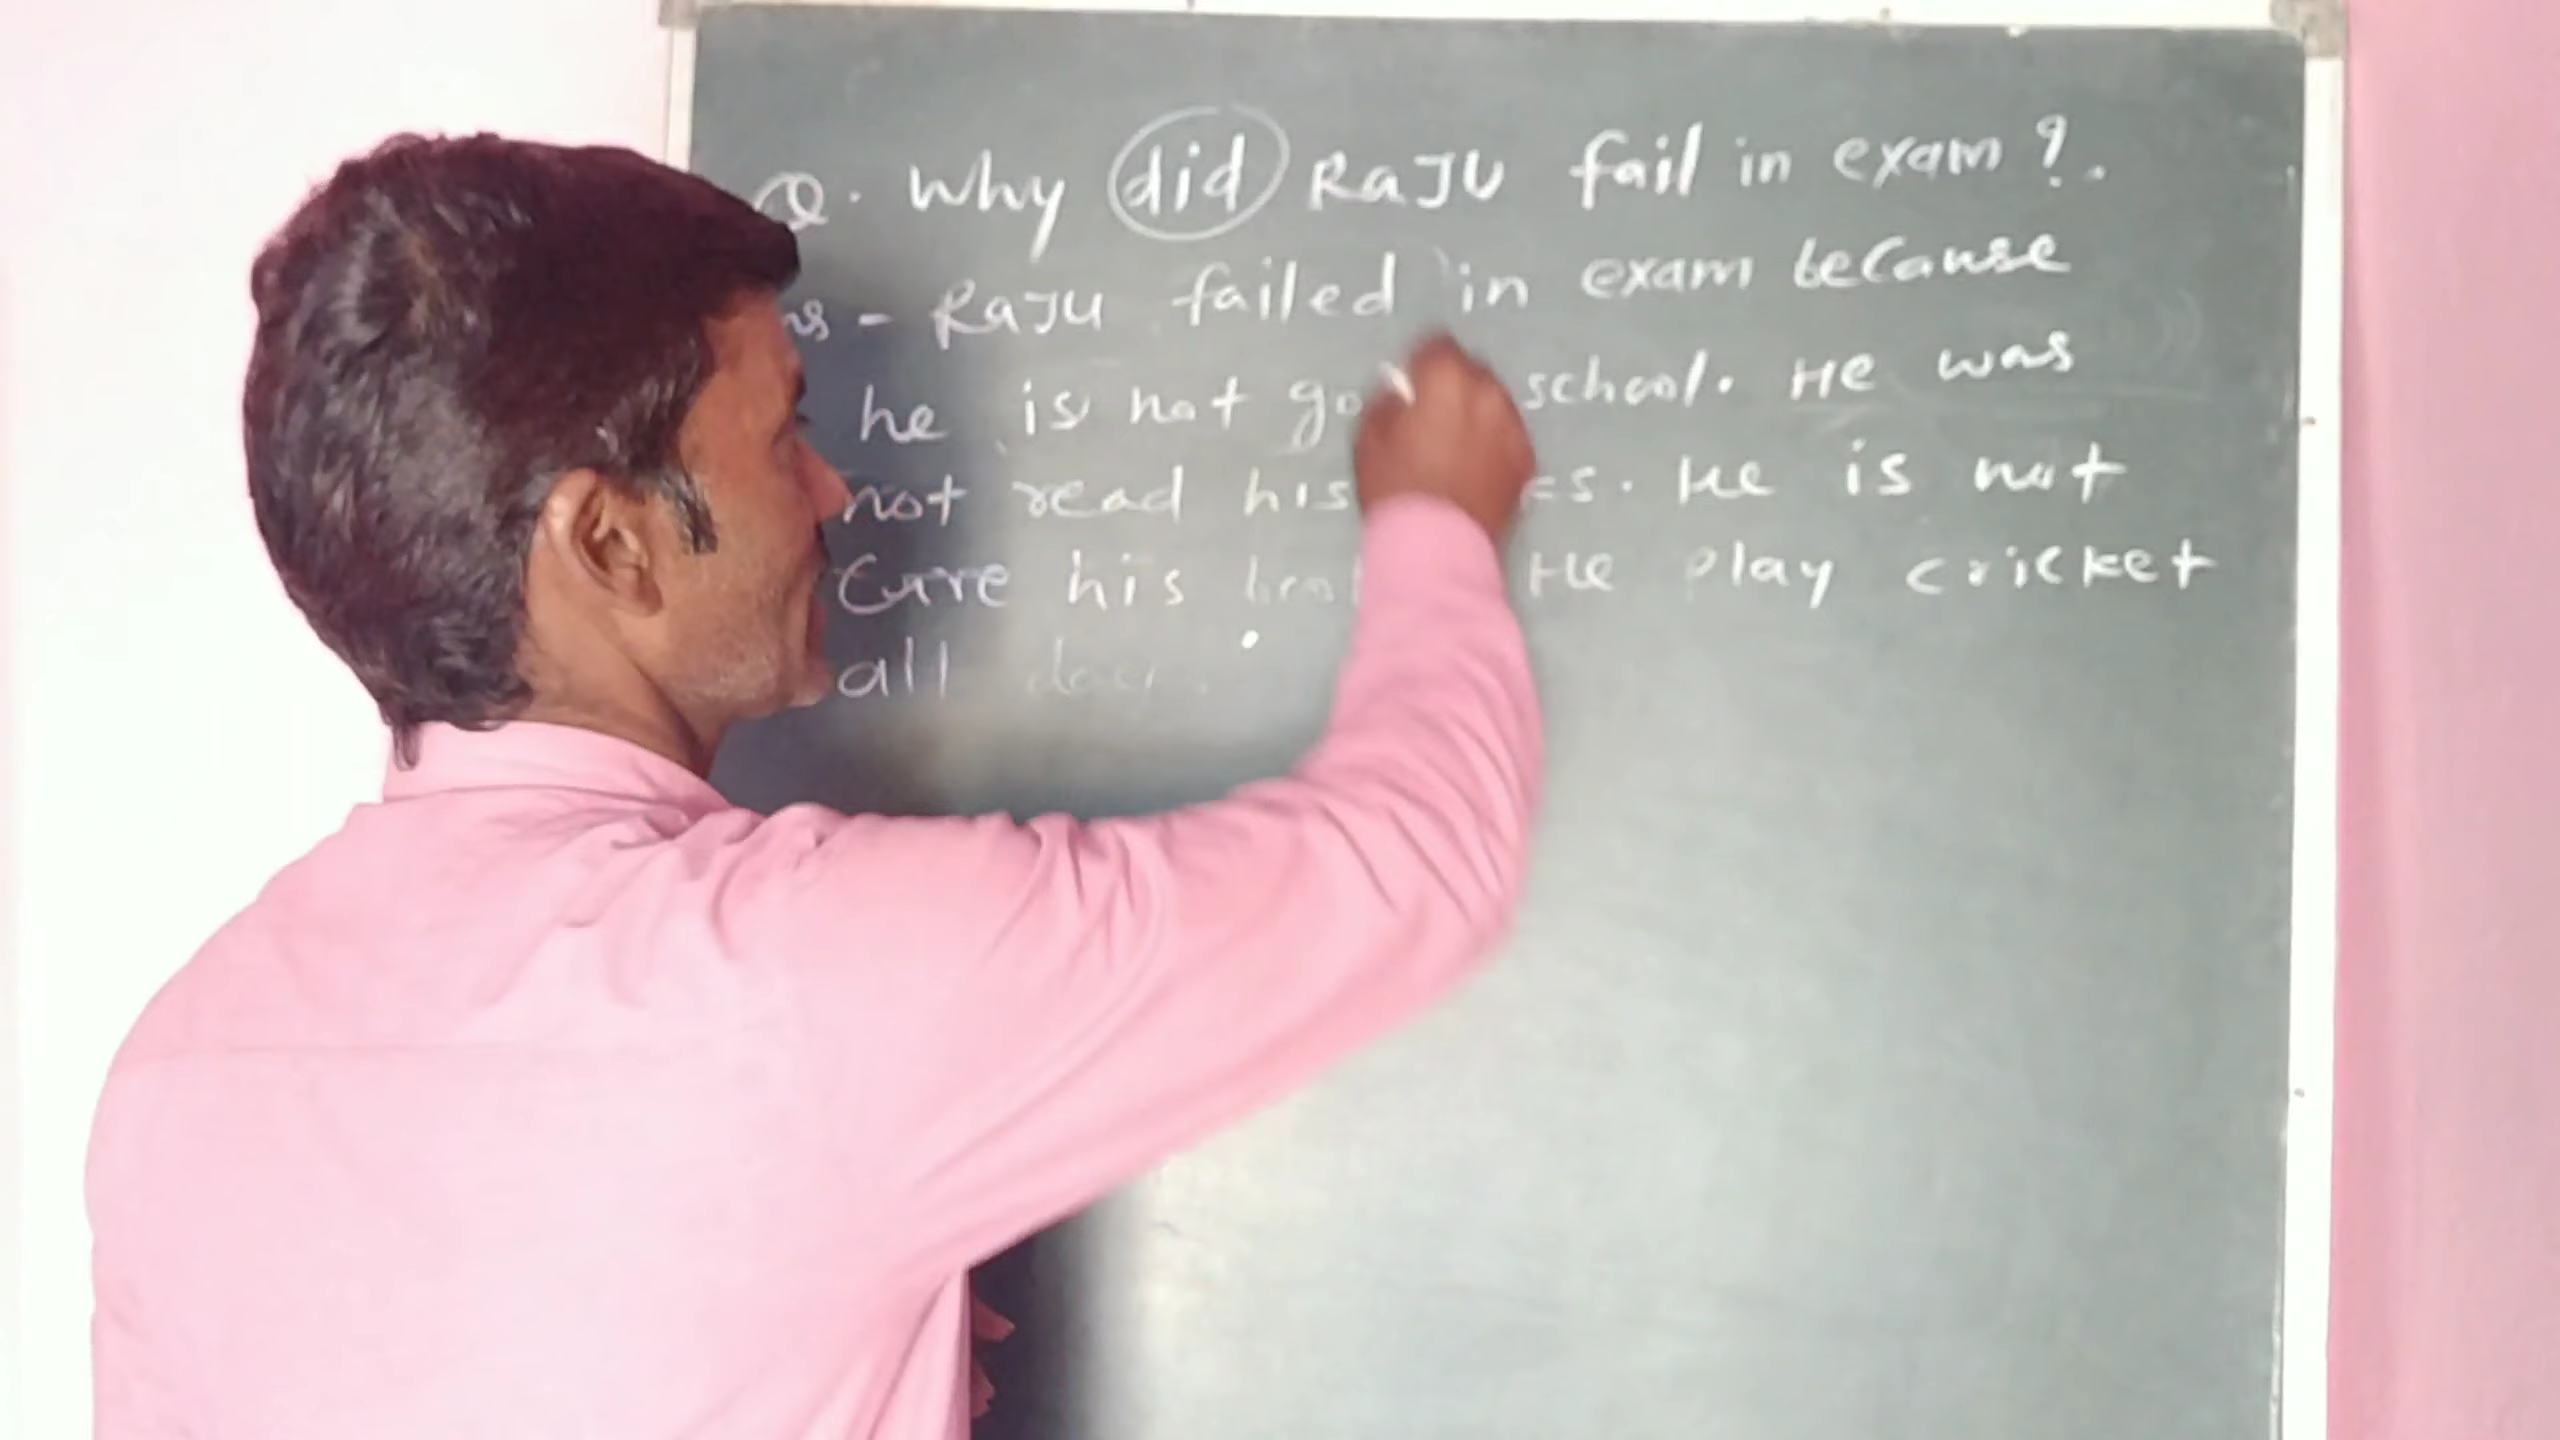 Q. Why did RaJU fail in exam?.
- RaJU failed in exam because
he is not school. He was
not read his . He is not
Care his He play cricket
all day.